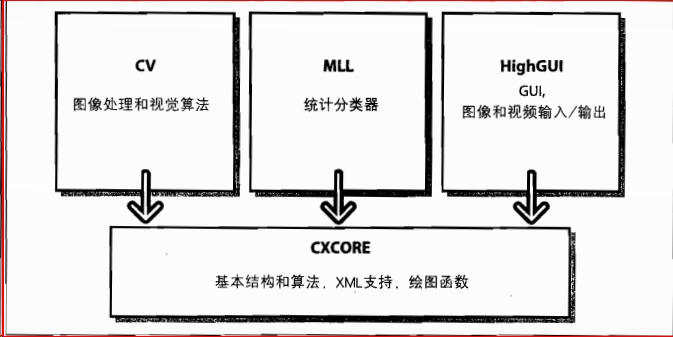 CV
图像处理和视觉算法
MLL
统计分类器
HighGUI
GUI,
图像和视频输入/输出
CXCORE
基本结构和算法，XML支持，绘图函数